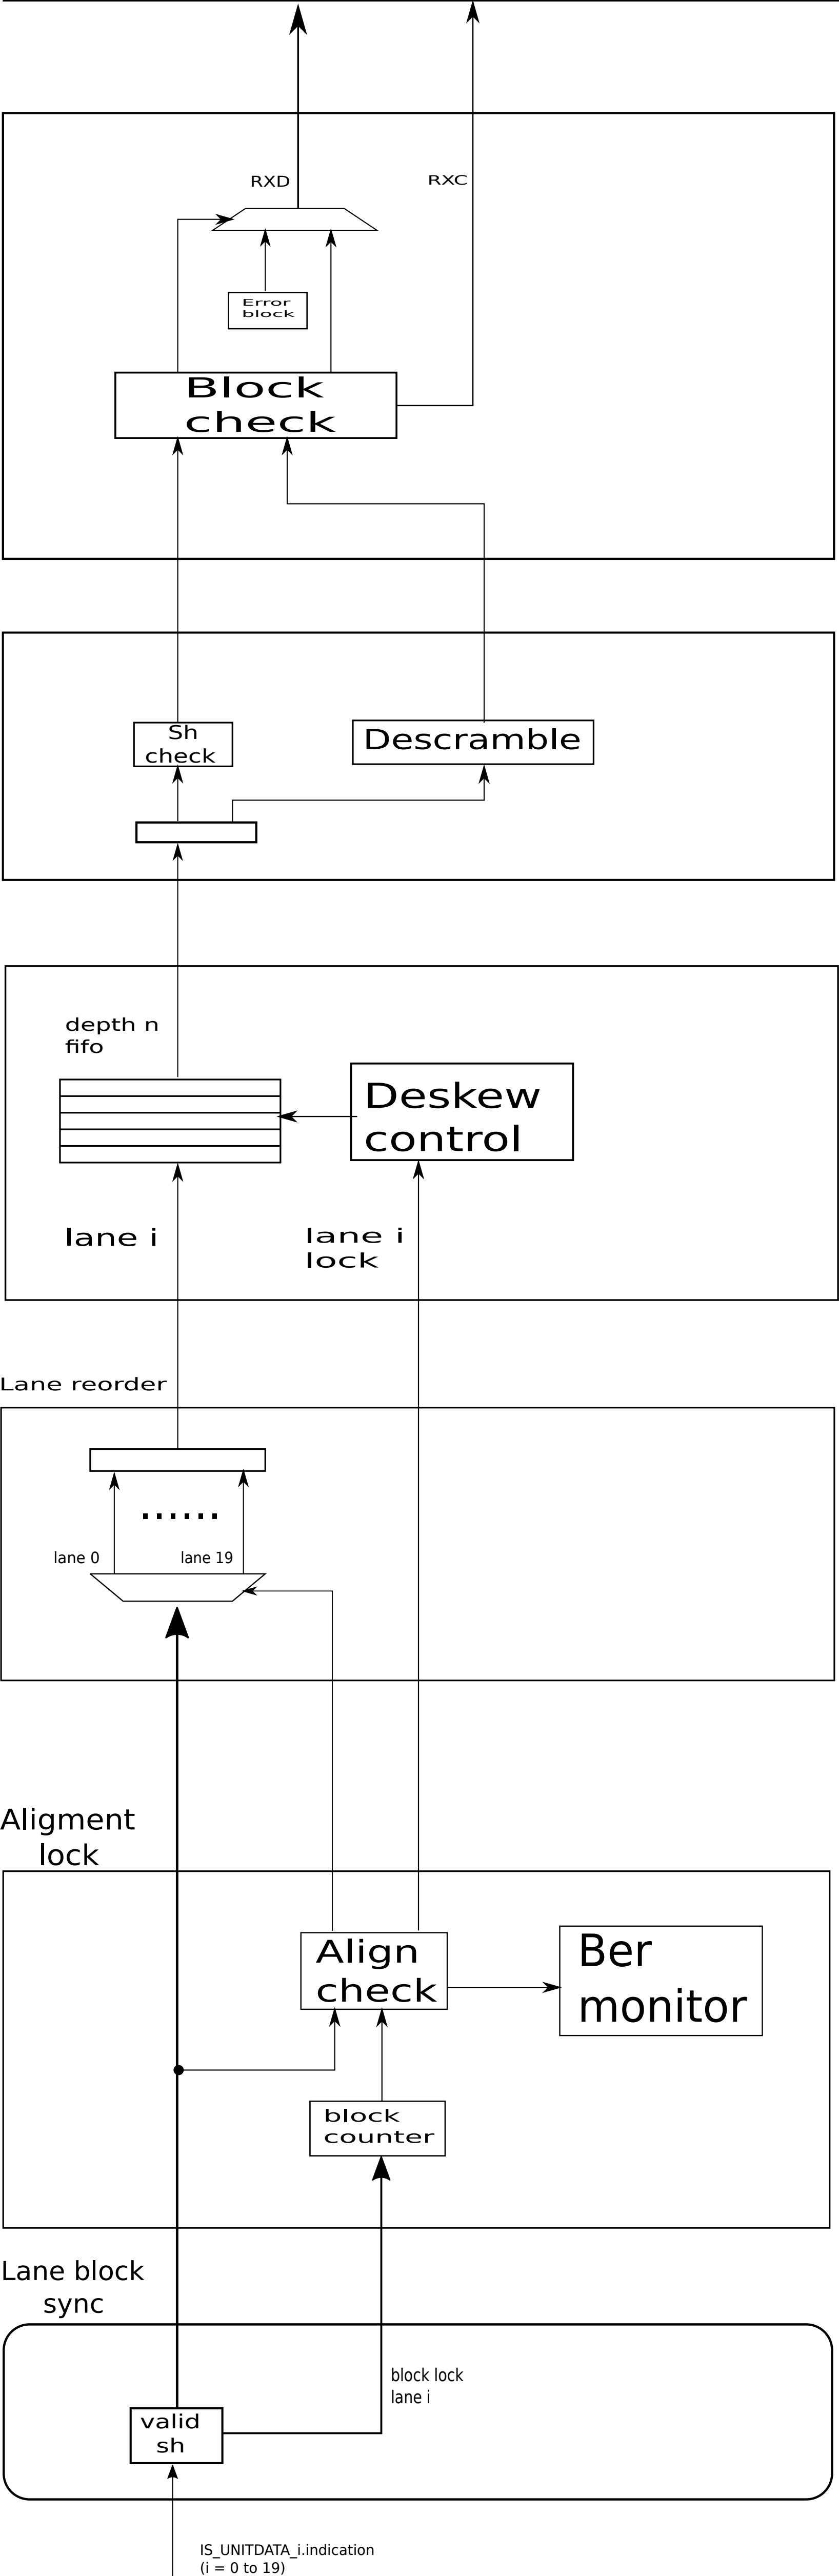 RXD
RXC
Error
block
Block
check
Sh
check
Descramble
depth n
fifo
Deskew
control
lane i
lane i
lock
Lane reorder
......
lane 0
lane 19
Aligment
lock
Align
check
Ber
monitor
block
counter
Lane block
sync
block lock
lane i
valid
sh
IS_UNITDATA_i.indication
(i = 0 to 19)